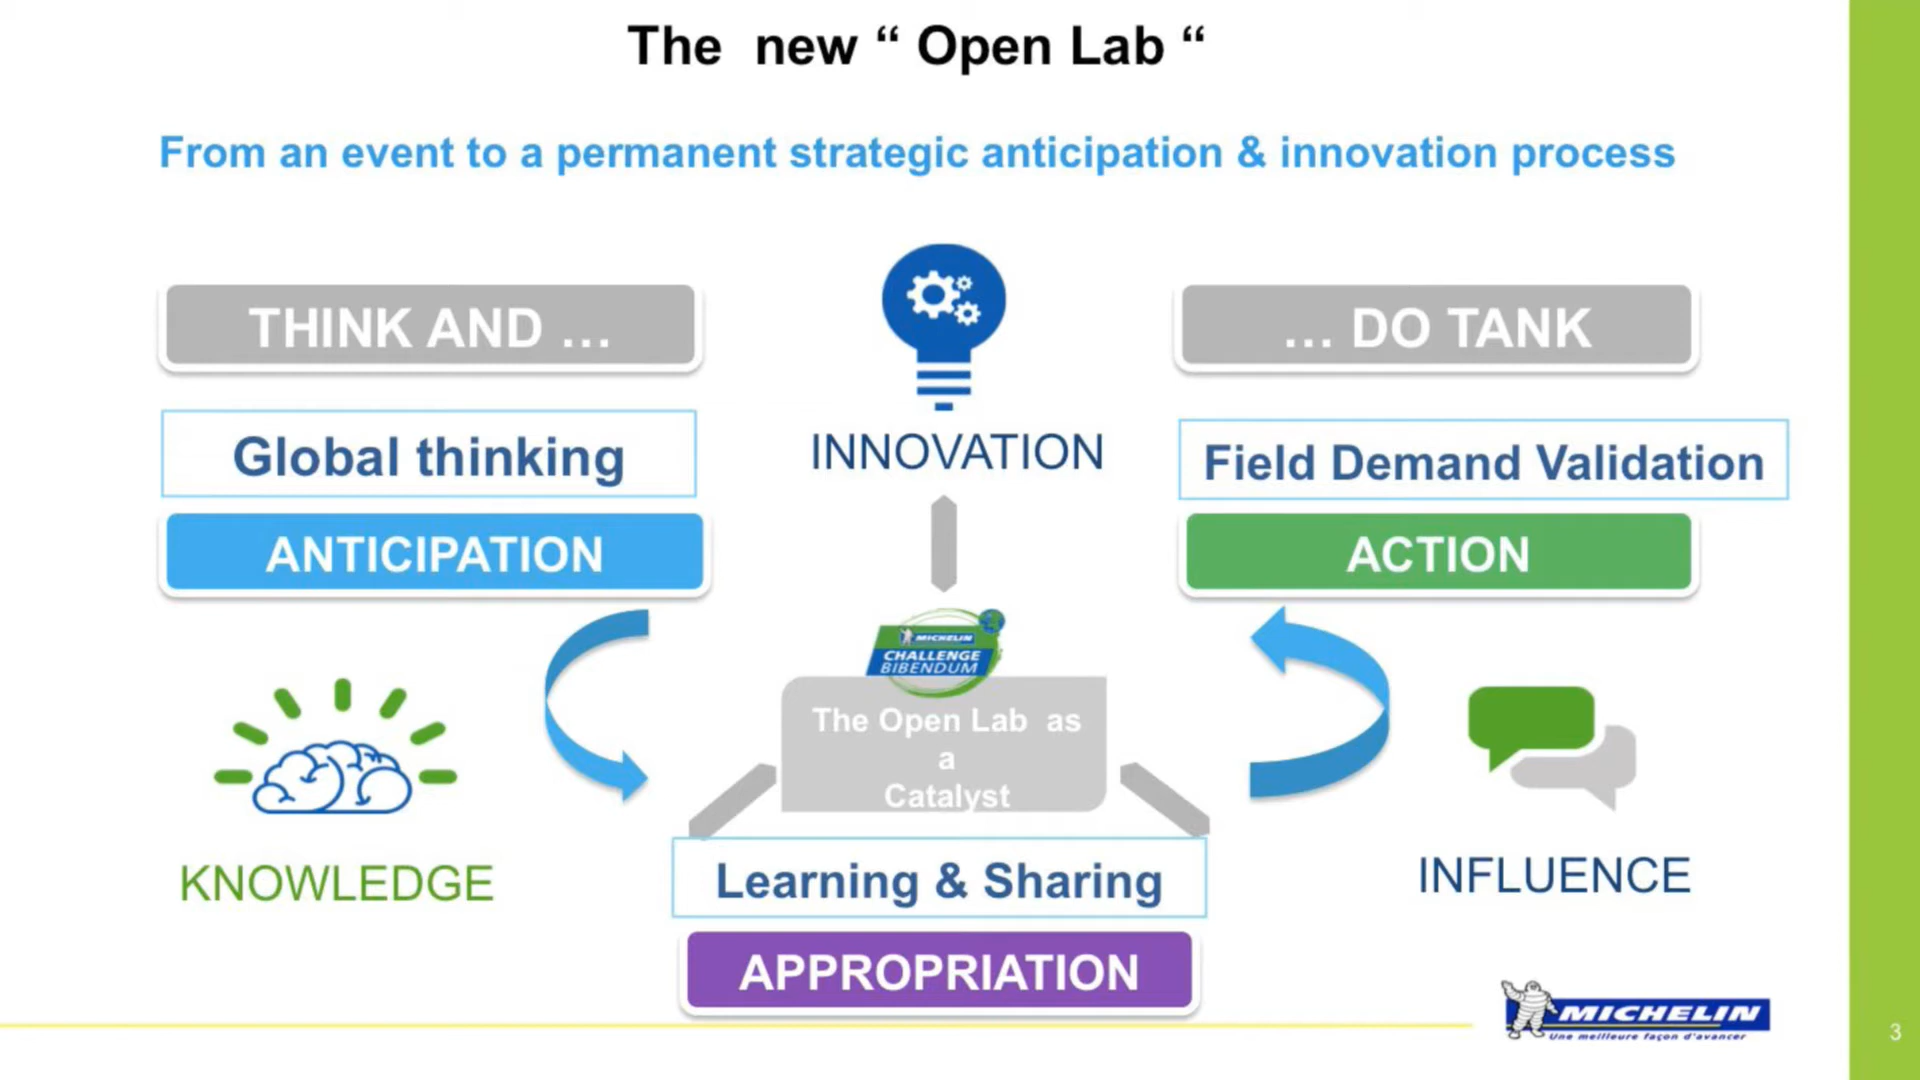 The new “ Open Lab “
From an event to a permanent strategic anticipation & innovation process
THINK AND ...
... DO TANK
Global thinking
INNOVATION
Field Demand Validation
ANTICIPATION
ACTION
MICHELIN
CHALLENGE
BIBENDUM
The Open Lab as
a
Catalyst
KNOWLEDGE
INFLUENCE
Learning & Sharing
APPROPRIATION
MICHELIN
Une meilleure façon d'avancer
3